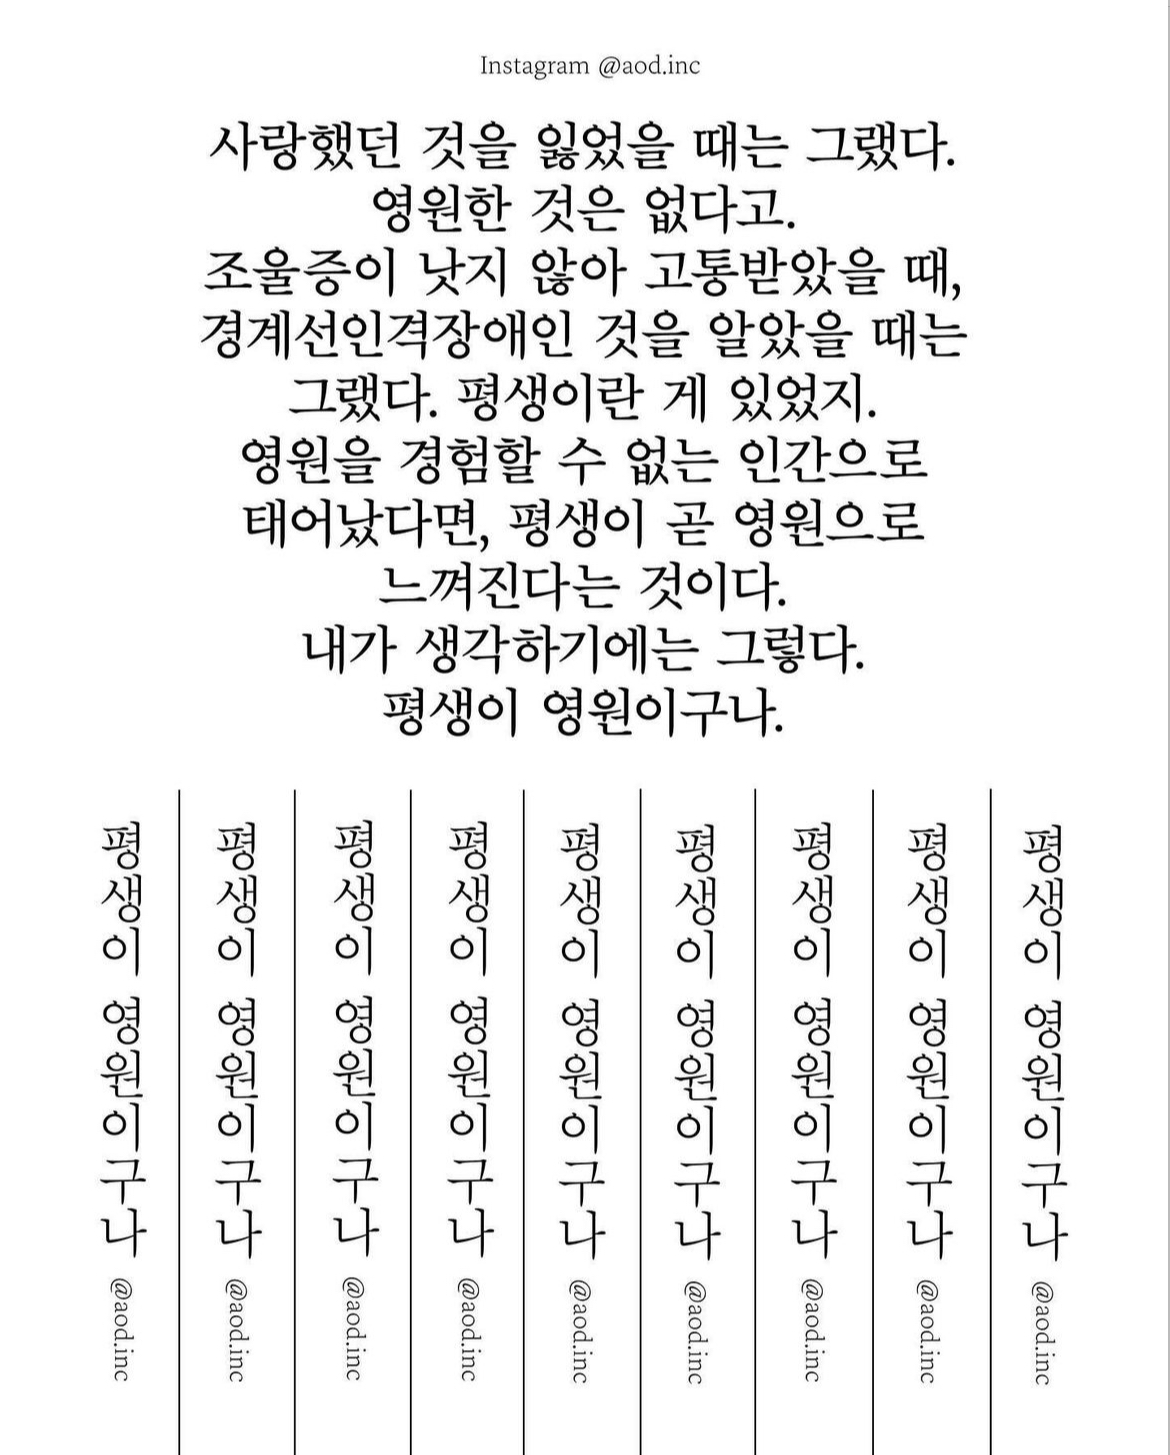 Instagram @aod.inc
사랑했던 것을 잃었을 때는 그랬다.
영원한 것은 없다고.
조울증이 낫지 않아 고통받았을 때,
경계선인격장애인 것을 알았을 때는
그랬다. 평생이란 게 있었지.
영원을 경험할 수 없는 인간으로
태어났다면, 평생이 곧 영원으로
느껴진다는 것이다.
내가 생각하기에는 그렇다.
평생이 영원이구나.
평생이 영원이구나 @aod.inc
평생이 영원이구나 @aod.inc
평생이 영원이구나 @aod.inc
평생이 영원이구나 @aod.inc
평생이 영원이구나 @aod.inc
평생이 영원이구나 @aod.inc
평생이 영원이구나 @aod.inc
평생이 영원이구나 @aod.inc
평생이 영원이구나 @aod.inc